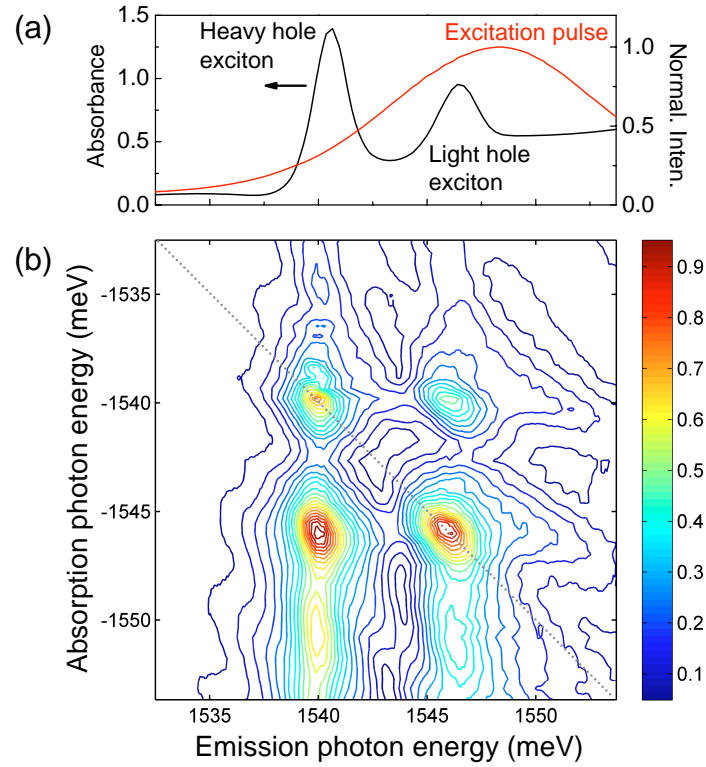 (a)
Heavy hole
exciton
Excitation pulse
Light hole
exciton
Absorbance
1.5
1.0
0.5
0.0
Normal. Inten.
1.0
0.5
0.0
(b)
Absorption photon energy (meV)
-1535
-1540
-1545
-1550
1535
1540
1545
1550
Emission photon energy (meV)
0.9
0.8
0.7
0.6
0.5
0.4
0.3
0.2
0.1